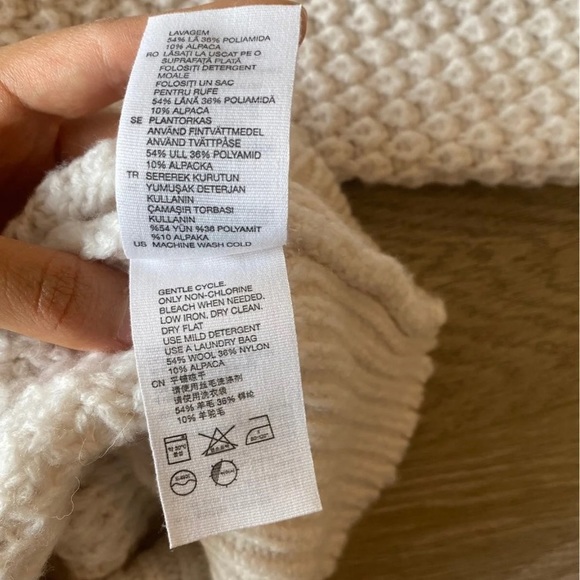 LAVAGEM
54% LÃ 36% POLIAMIDA
10% ALPACA
RO LĂSAȚI LA USCAT PE O
SUPRAFAȚĂ PLATĂ
FOLOSIȚI DETERGENT
MOALE
FOLOSIȚI UN SAC
PENTRU RUFE
54% LÂNĂ 36% POLIAMIDĂ
10% ALPACA
SE PLANTORKAS
ANVÄND FINTVÄTTMEDEL
ANVÄND TVÄTTPÅSE
54% ULL 36% POLYAMID
10% ALPACKA
TR SEREREK KURUTUN
YUMUŞAK DETERJAN
KULLANIN
ÇAMAŞIR TORBASI
KULLANIN
%54 YÜN %36 POLYAMİT
%10 ALPAKA
US MACHINE WASH COLD
GENTLE CYCLE.
ONLY NON-CHLORINE
BLEACH WHEN NEEDED.
LOW IRON, DRY CLEAN.
DRY FLAT
USE MILD DETERGENT
USE A LAUNDRY BAG
54% WOOL 36% NYLON
10% ALPACA
CN 平铺晾干
请使用丝毛洗涤剂
请使用洗衣袋
54% 羊毛 36% 锦纶
10% 羊驼毛